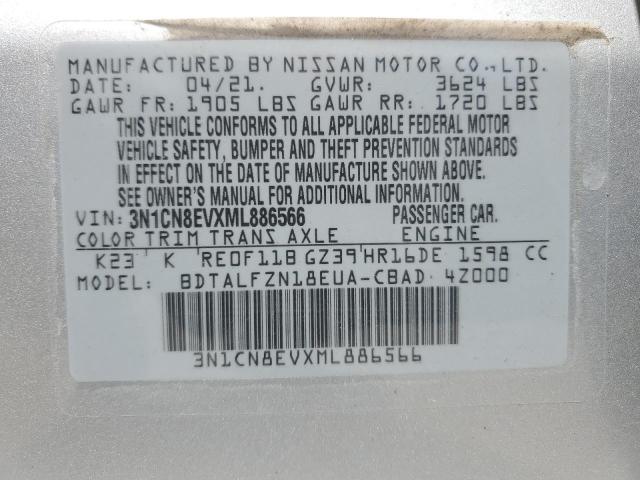 MANUFACTURED BY NISSAN MOTOR CO., LTD.
DATE: 04/21. GVWR: 3624 LBS
GAWR FR: 1905 LBS GAWR RR: 1720 LBS
THIS VEHICLE CONFORMS TO ALL APPLICABLE FEDERAL MOTOR
VEHICLE SAFETY, BUMPER AND THEFT PREVENTION STANDARDS
IN EFFECT ON THE DATE OF MANUFACTURE SHOWN ABOVE.
SEE OWNER'S MANUAL FOR ADDITIONAL INFORMATION.
VIN: 3N1CN8EVXML886566 PASSENGER CAR.
COLOR TRIM TRANS AXLE ENGINE
K23 K RE0F11B GZ39 HR16DE 1598 CC
MODEL: BDTALFZN18EUA-CBAD 4Z000
3N1CN8EVXML886566